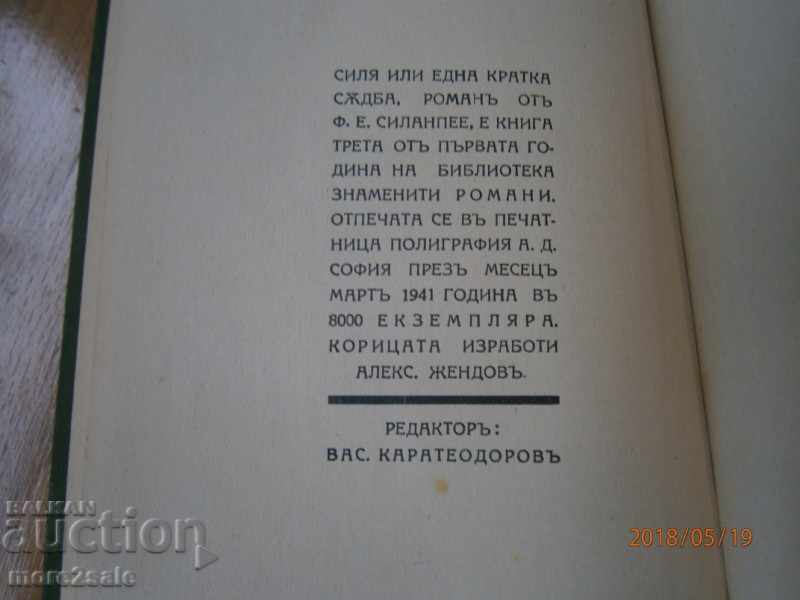 СИЛЯ ИЛИ ЕДНА КРАТКА
СѪДБА, РОМАНЪ ОТЪ
Ф. Е. СИЛАНПЕЕ, Е КНИГА
ТРЕТА ОТЪ ПЪРВАТА ГО-
ДИНА НА БИБЛИОТЕКА
ЗНАМЕНИТИ РОМАНИ.
ОТПЕЧАТА СЕ ВЪ ПЕЧАТ-
НИЦА ПОЛИГРАФИЯ А. Д.
СОФИЯ ПРЕЗЪ МЕСЕЦЪ
МАРТЪ 1941 ГОДИНА ВЪ
8000 ЕКЗЕМПЛЯРА.
КОРИЦАТА ИЗРАБОТИ
АЛЕКС. ЖЕНДОВЪ.
РЕДАКТОРЪ:
ВАС. КАРАТЕОДОРОВЪ
BALKAN
auction
more2sale
2018/05/19